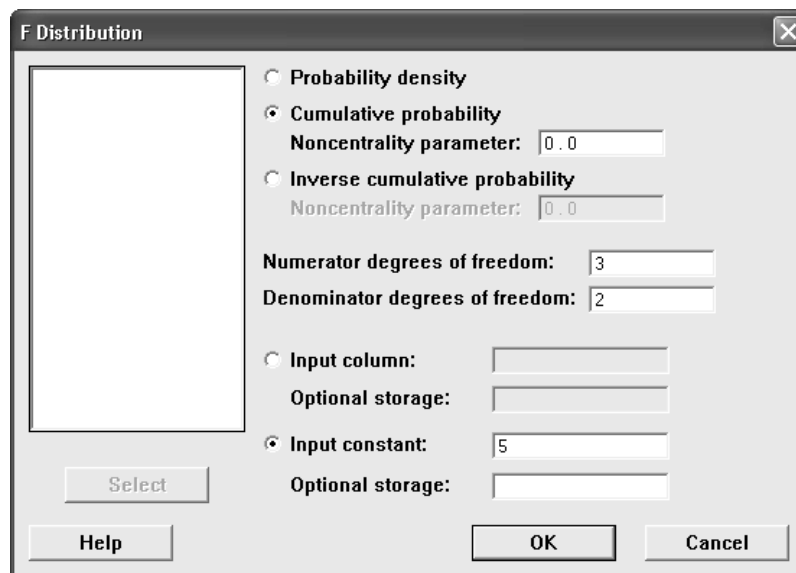 F Distribution
Probability density
Cumulative probability
Noncentrality parameter: 0.0
Inverse cumulative probability
Noncentrality parameter: 0.0
Numerator degrees of freedom: 3
Denominator degrees of freedom: 2
Input column:
Optional storage:
Input constant: 5
Optional storage:
Select
Help
OK
Cancel